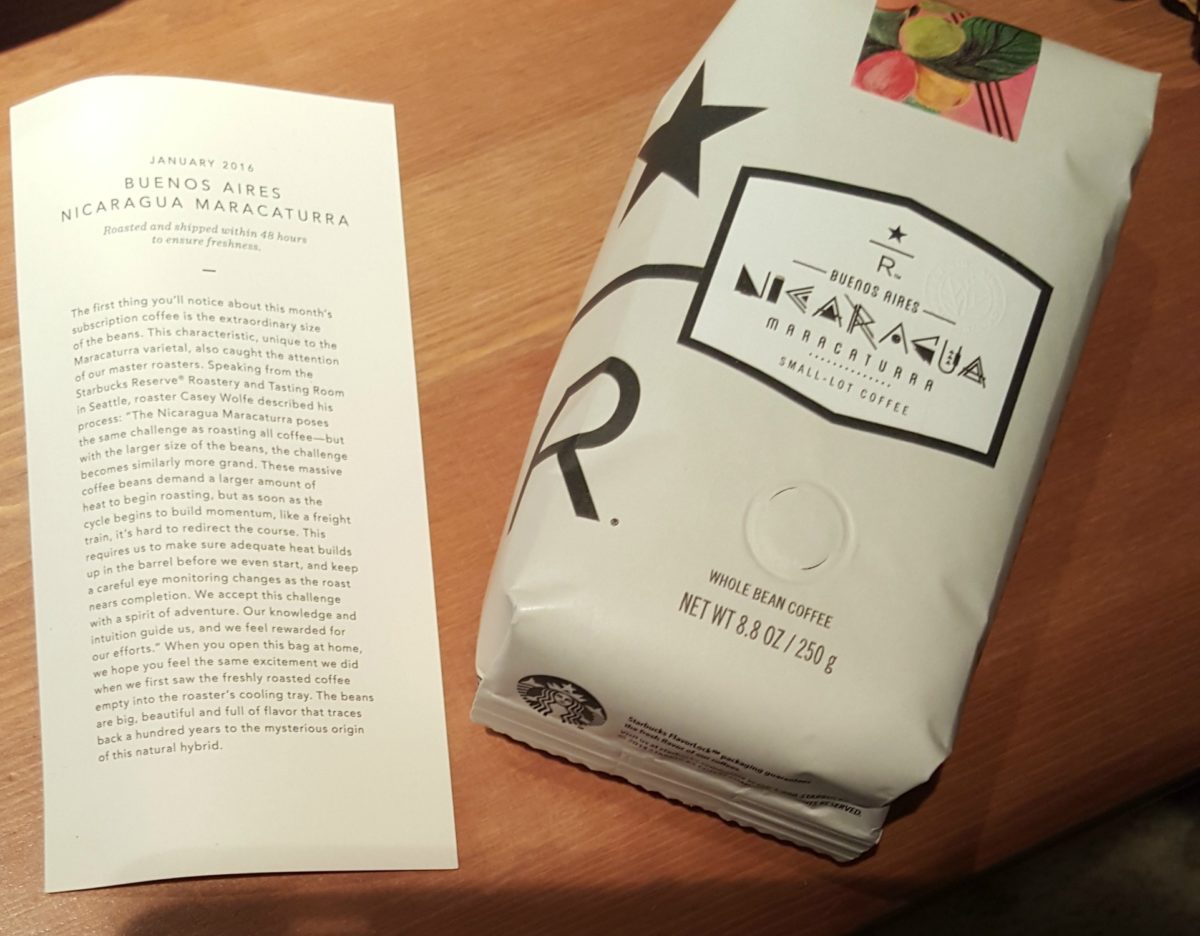 JANUARY 2016
BUENOS AIRES
NICARAGUA MARACATURRA
Roasted and shipped within 48 hours
to ensure freshness.
—
The first thing you'll notice about this month's
subscription coffee is the extraordinary size
of the beans. This characteristic, unique to the
Maracaturra varietal, also caught the attention
of our master roasters. Speaking from the
Starbucks Reserve® Roastery and Tasting Room
in Seattle, roaster Casey Wolfe described his
process: "The Nicaragua Maracaturra poses
the same challenge as roasting all coffee—but
with the larger size of the beans, the challenge
becomes similarly more grand. These massive
coffee beans demand a larger amount of
heat to begin roasting, but as soon as the
cycle begins to build momentum, like a freight
train, it's hard to redirect the course. This
requires us to make sure adequate heat builds
up in the barrel before we even start, and keep
a careful eye monitoring changes as the roast
nears completion. We accept this challenge
with a spirit of adventure. Our knowledge and
intuition guide us, and we feel rewarded for
our efforts." When you open this bag at home,
we hope you feel the same excitement we did
when we first saw the freshly roasted coffee
empty into the roaster's cooling tray. The beans
are big, beautiful and full of flavor that traces
back a hundred years to the mysterious origin
of this natural hybrid.
R®
R™
BUENOS AIRES
NICARAGUA
MARACATURRA
SMALL-LOT COFFEE
WHOLE BEAN COFFEE
NET WT 8.8 OZ / 250 g
Starbucks FlavorLock™ packaging guarantees
the fresh flavor of our coffees.
RESERVED.